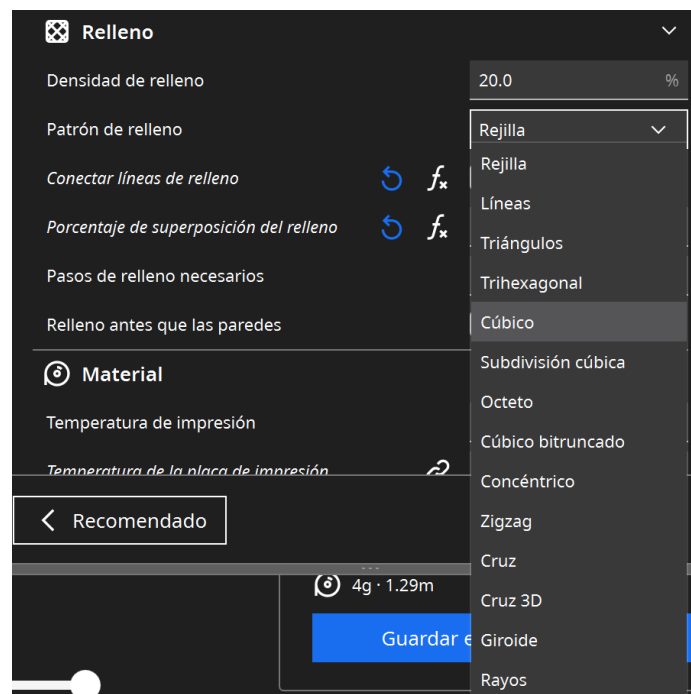 Relleno
Densidad de relleno 20.0 %
Patrón de relleno Rejilla
Rejilla
Conectar líneas de relleno fx
Líneas
Porcentaje de superposición del relleno fx
Triángulos
Pasos de relleno necesarios
Trihexagonal
Relleno antes que las paredes
Cúbico
Material
Subdivisión cúbica
Octeto
Temperatura de impresión
Cúbico bitruncado
Temperatura de la placa de impresión
Concéntrico
Recomendado
Zigzag
Cruz
4g · 1.29m
Cruz 3D
Guardar e
Giroide
Rayos